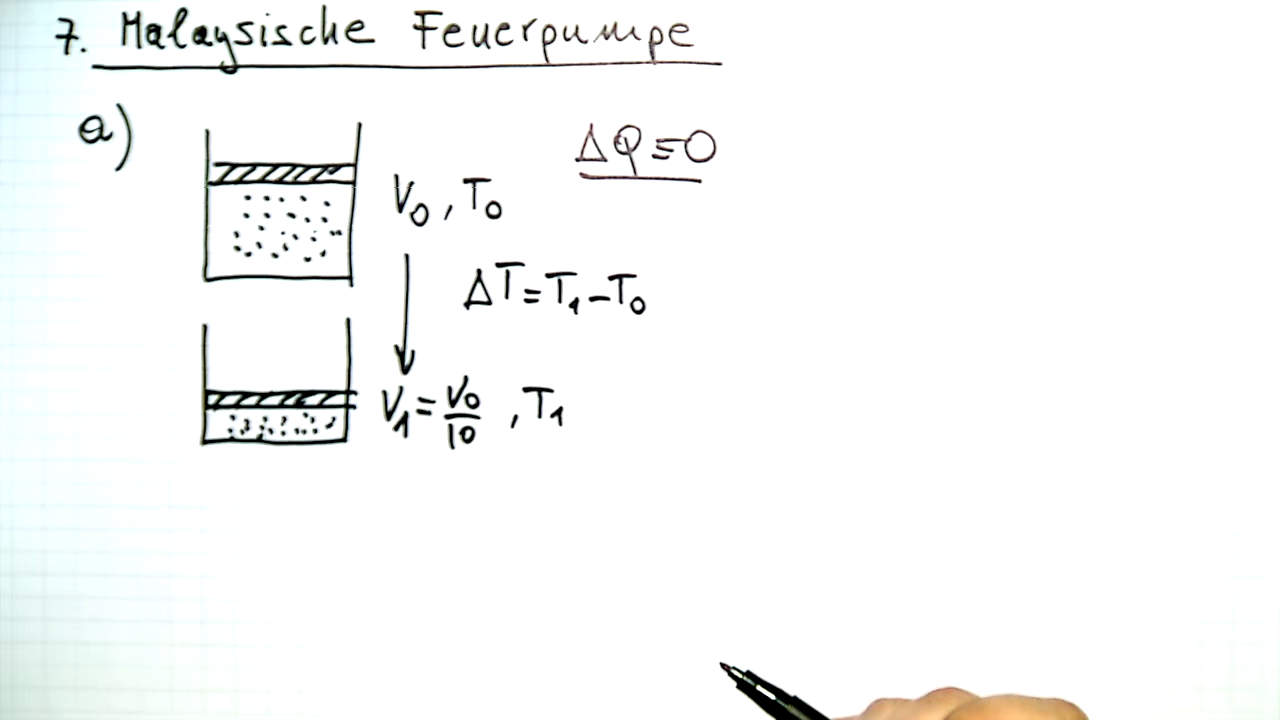 7. Malaysische Feuerpumpe
a)
ΔQ ≡ 0
V₀ , T₀
ΔT = T₁ – T₀
V₁ = V₀/10 , T₁